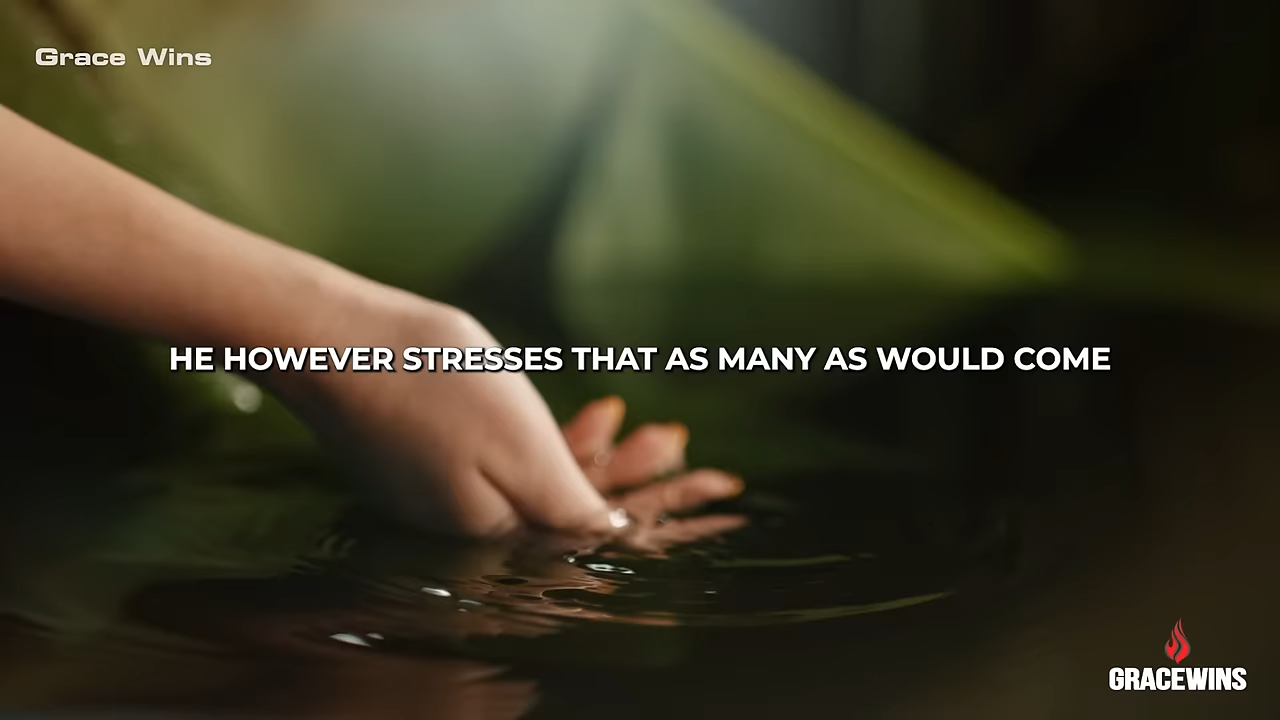 Grace Wins
HE HOWEVER STRESSES THAT AS MANY AS WOULD COME
GRACEWINS